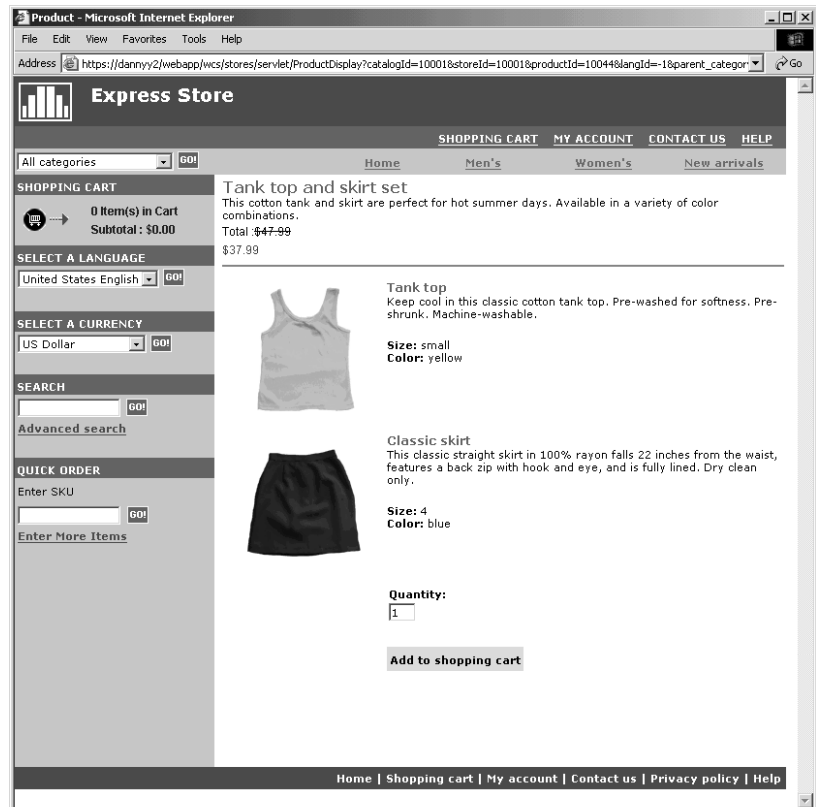 Product - Microsoft Internet Explorer
File Edit View Favorites Tools Help
Address https://dannyy2/webapp/wcs/stores/servlet/ProductDisplay?catalogId=10001&storeId=10001&productId=10044&langId=-1&parent_categor Go
Express Store
SHOPPING CART MY ACCOUNT CONTACT US HELP
All categories GO! Home Men's Women's New arrivals
SHOPPING CART
0 Item(s) in Cart
Subtotal : $0.00
SELECT A LANGUAGE
United States English GO!
SELECT A CURRENCY
US Dollar GO!
SEARCH
GO!
Advanced search
QUICK ORDER
Enter SKU
GO!
Enter More Items
Tank top and skirt set
This cotton tank and skirt are perfect for hot summer days. Available in a variety of color
combinations.
Total :$47.99
$37.99
Tank top
Keep cool in this classic cotton tank top. Pre-washed for softness. Pre-
shrunk. Machine-washable.
Size: small
Color: yellow
Classic skirt
This classic straight skirt in 100% rayon falls 22 inches from the waist,
features a back zip with hook and eye, and is fully lined. Dry clean
only.
Size: 4
Color: blue
Quantity:
1
Add to shopping cart
Home | Shopping cart | My account | Contact us | Privacy policy | Help